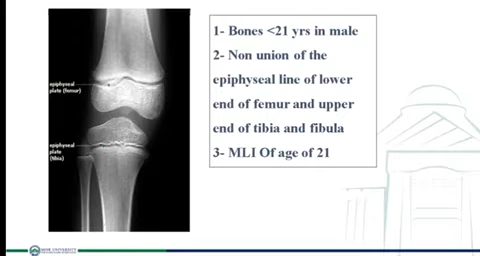 epiphyseal
plate (femur)
epiphyseal
plate
(tibia)
1- Bones <21 yrs in male
2- Non union of the
epiphyseal line of lower
end of femur and upper
end of tibia and fibula
3- MLI Of age of 21
UNIVERSITY